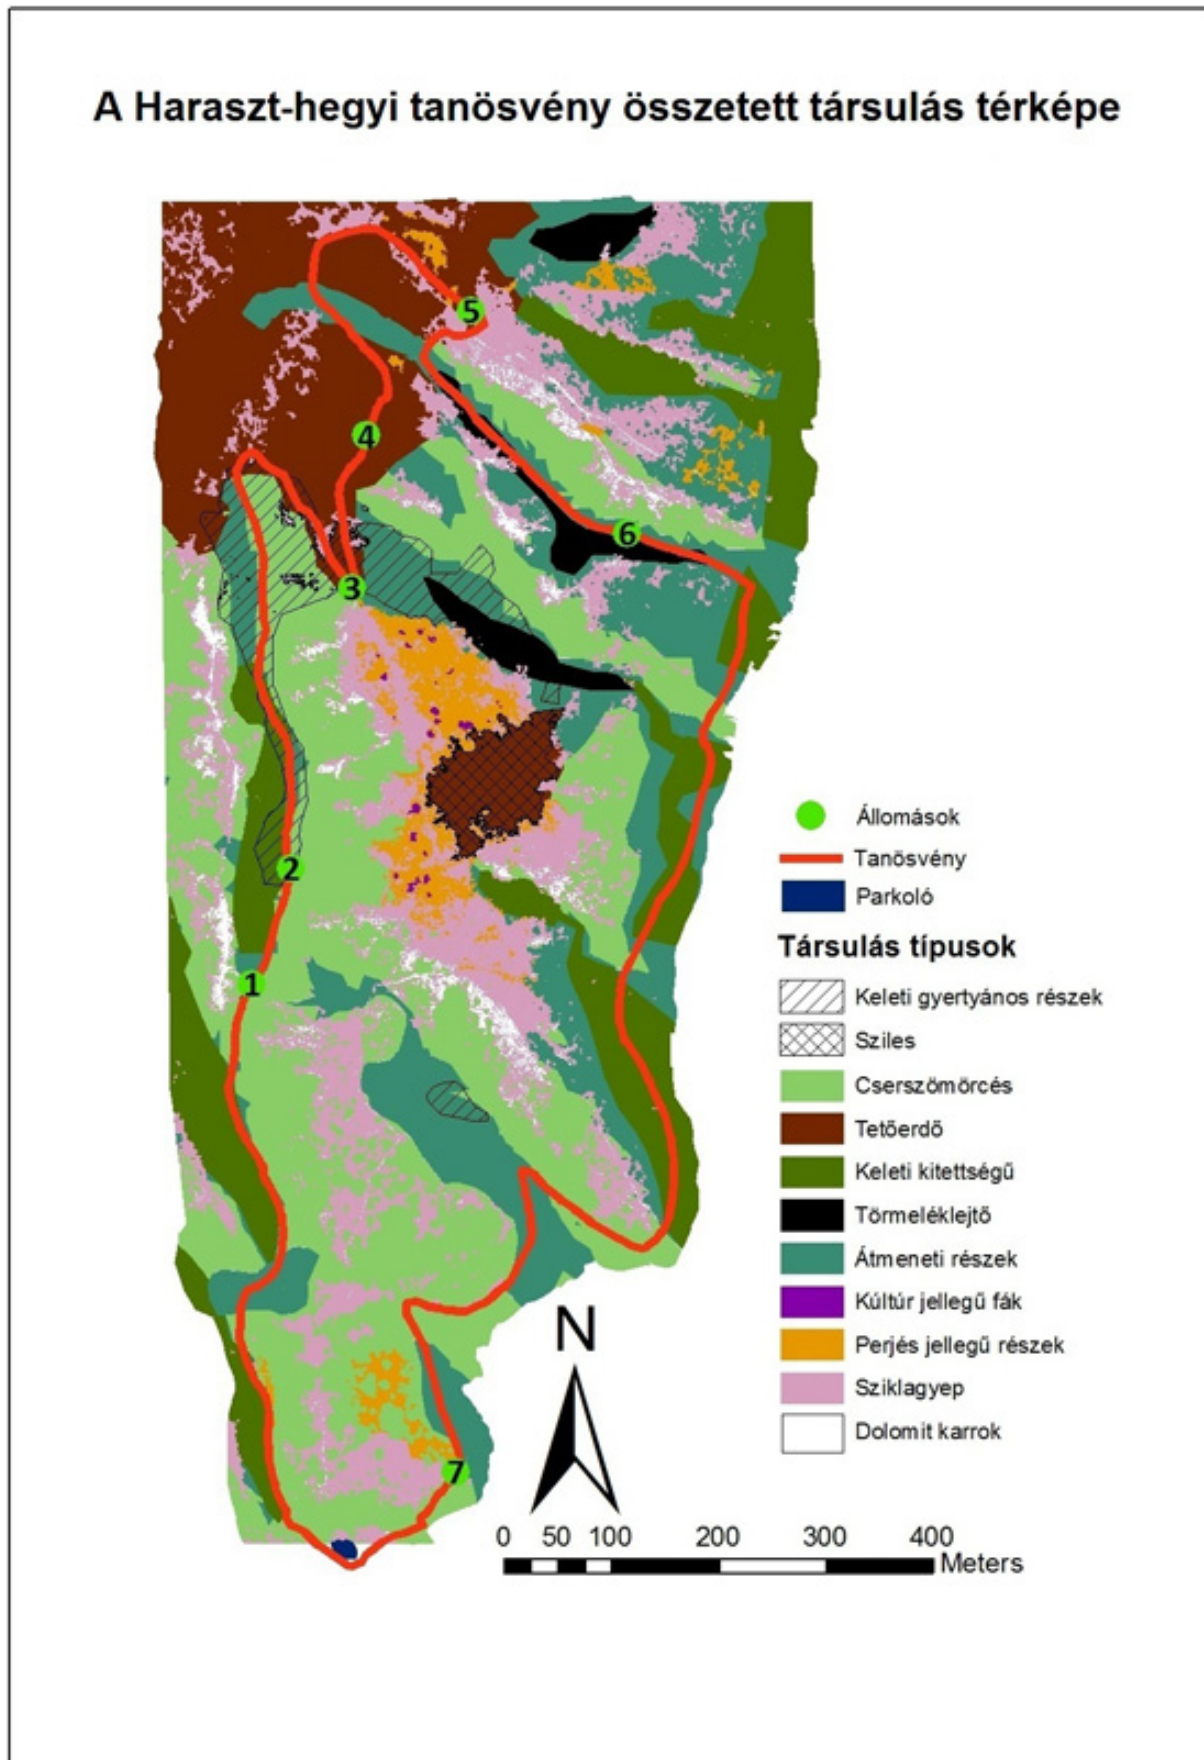 A Haraszt-hegyi tanösvény összetett társulás térképe
5
4
6
3
2
1
7
Állomások
Tanösvény
Parkoló
Társulás típusok
Keleti gyertyános részek
Sziles
Cserszömörcés
Tetőerdő
Keleti kitettségű
Törmeléklejtő
Átmeneti részek
Kúltúr jellegű fák
Perjés jellegű részek
Sziklagyep
Dolomit karrok
N
0 50 100 200 300 400
Meters